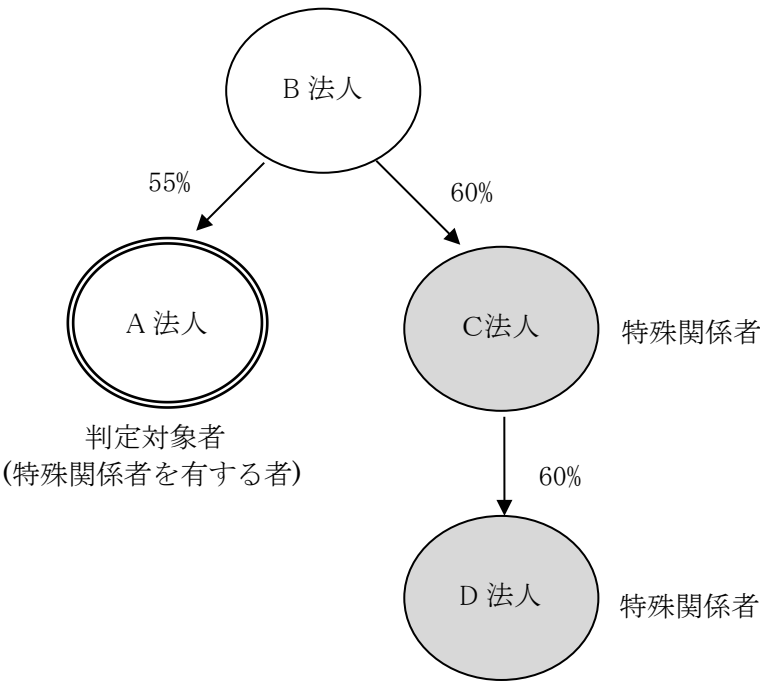 B 法人
55%
60%
A 法人
C法人
特殊関係者
判定対象者
(特殊関係者を有する者)
60%
D 法人
特殊関係者